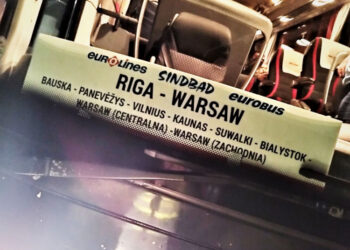 eurolines SINDBAD eurobus
RIGA - WARSAW
BAUSKA - PANEVĖŽYS - VILNIUS - KAUNAS - SUWALKI - BIALYSTOK -
WARSAW (CENTRALNA) -WARSAW (ZACHODNIA)